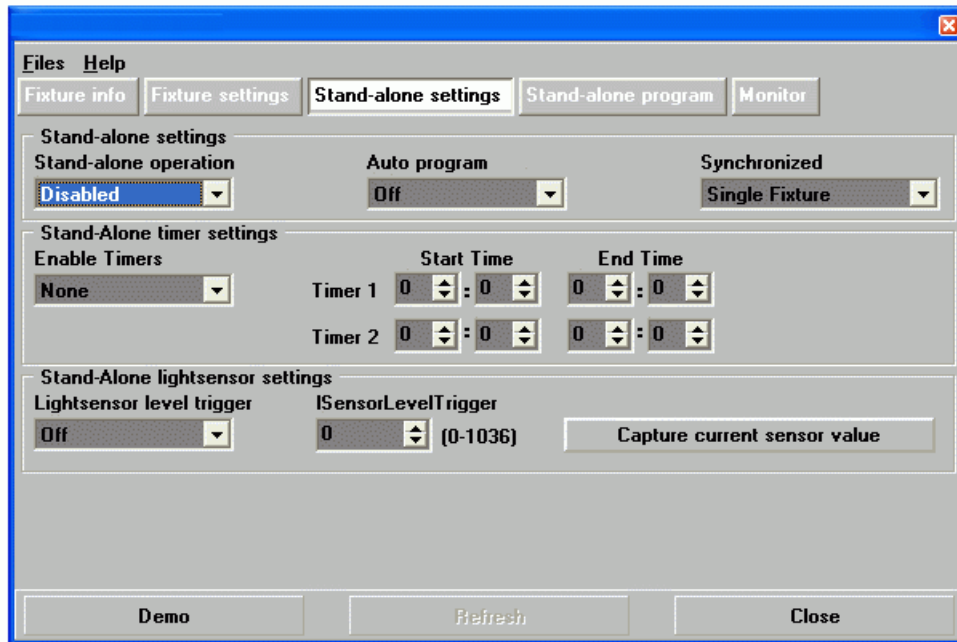 Files Help
Fixture info Fixture settings Stand-alone settings Stand-alone program Monitor
Stand-alone settings
Stand-alone operation Auto program Synchronized
Disabled Off Single Fixture
Stand-Alone timer settings
Enable Timers Start Time End Time
None Timer 1 0 : 0 0 : 0
Timer 2 0 : 0 0 : 0
Stand-Alone lightsensor settings
Lightsensor level trigger lSensorLevelTrigger
Off 0 (0-1036) Capture current sensor value
Demo Refresh Close